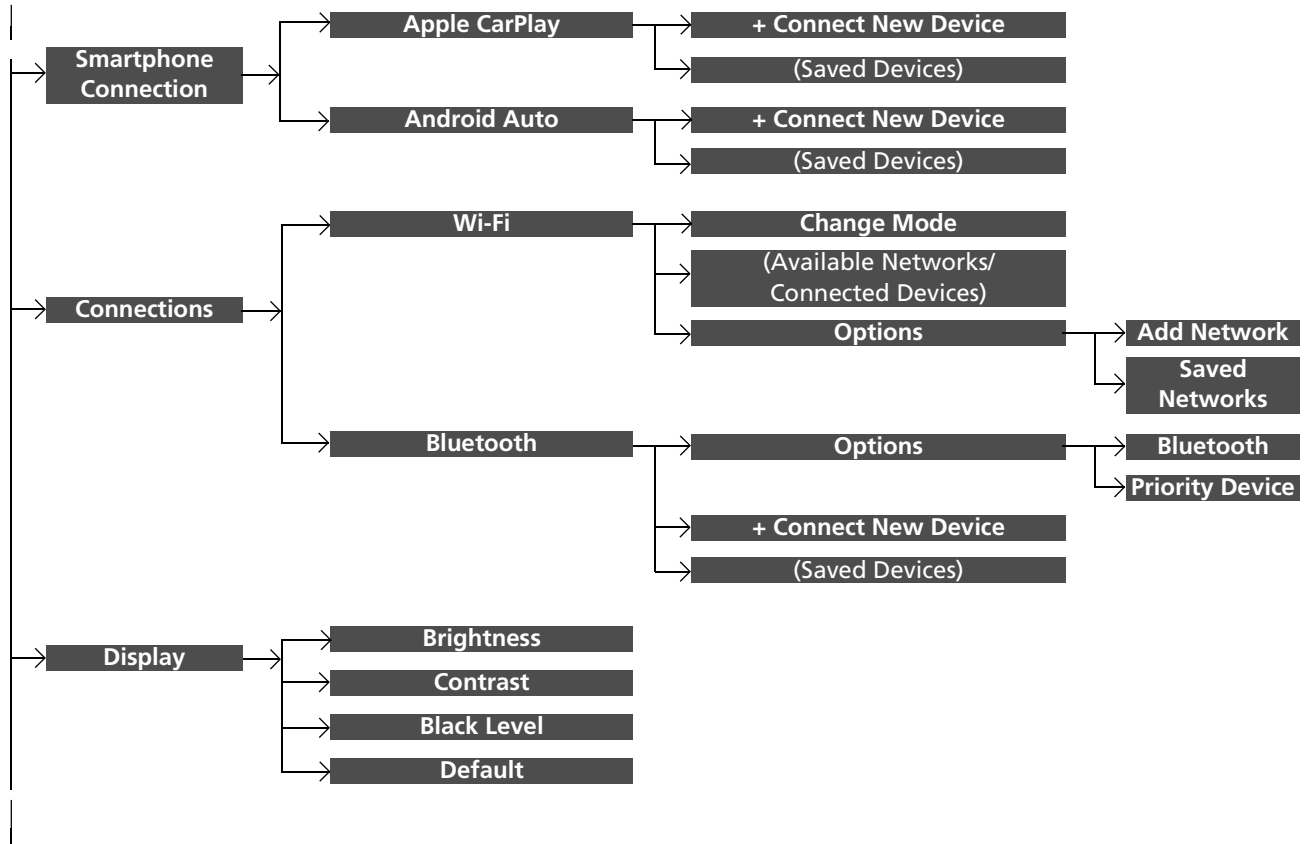 Smartphone
Connection
Apple CarPlay
+ Connect New Device
(Saved Devices)
Android Auto
+ Connect New Device
(Saved Devices)
Connections
Wi-Fi
Change Mode
(Available Networks/
Connected Devices)
Options
Add Network
Saved
Networks
Bluetooth
Options
Bluetooth
Priority Device
+ Connect New Device
(Saved Devices)
Display
Brightness
Contrast
Black Level
Default